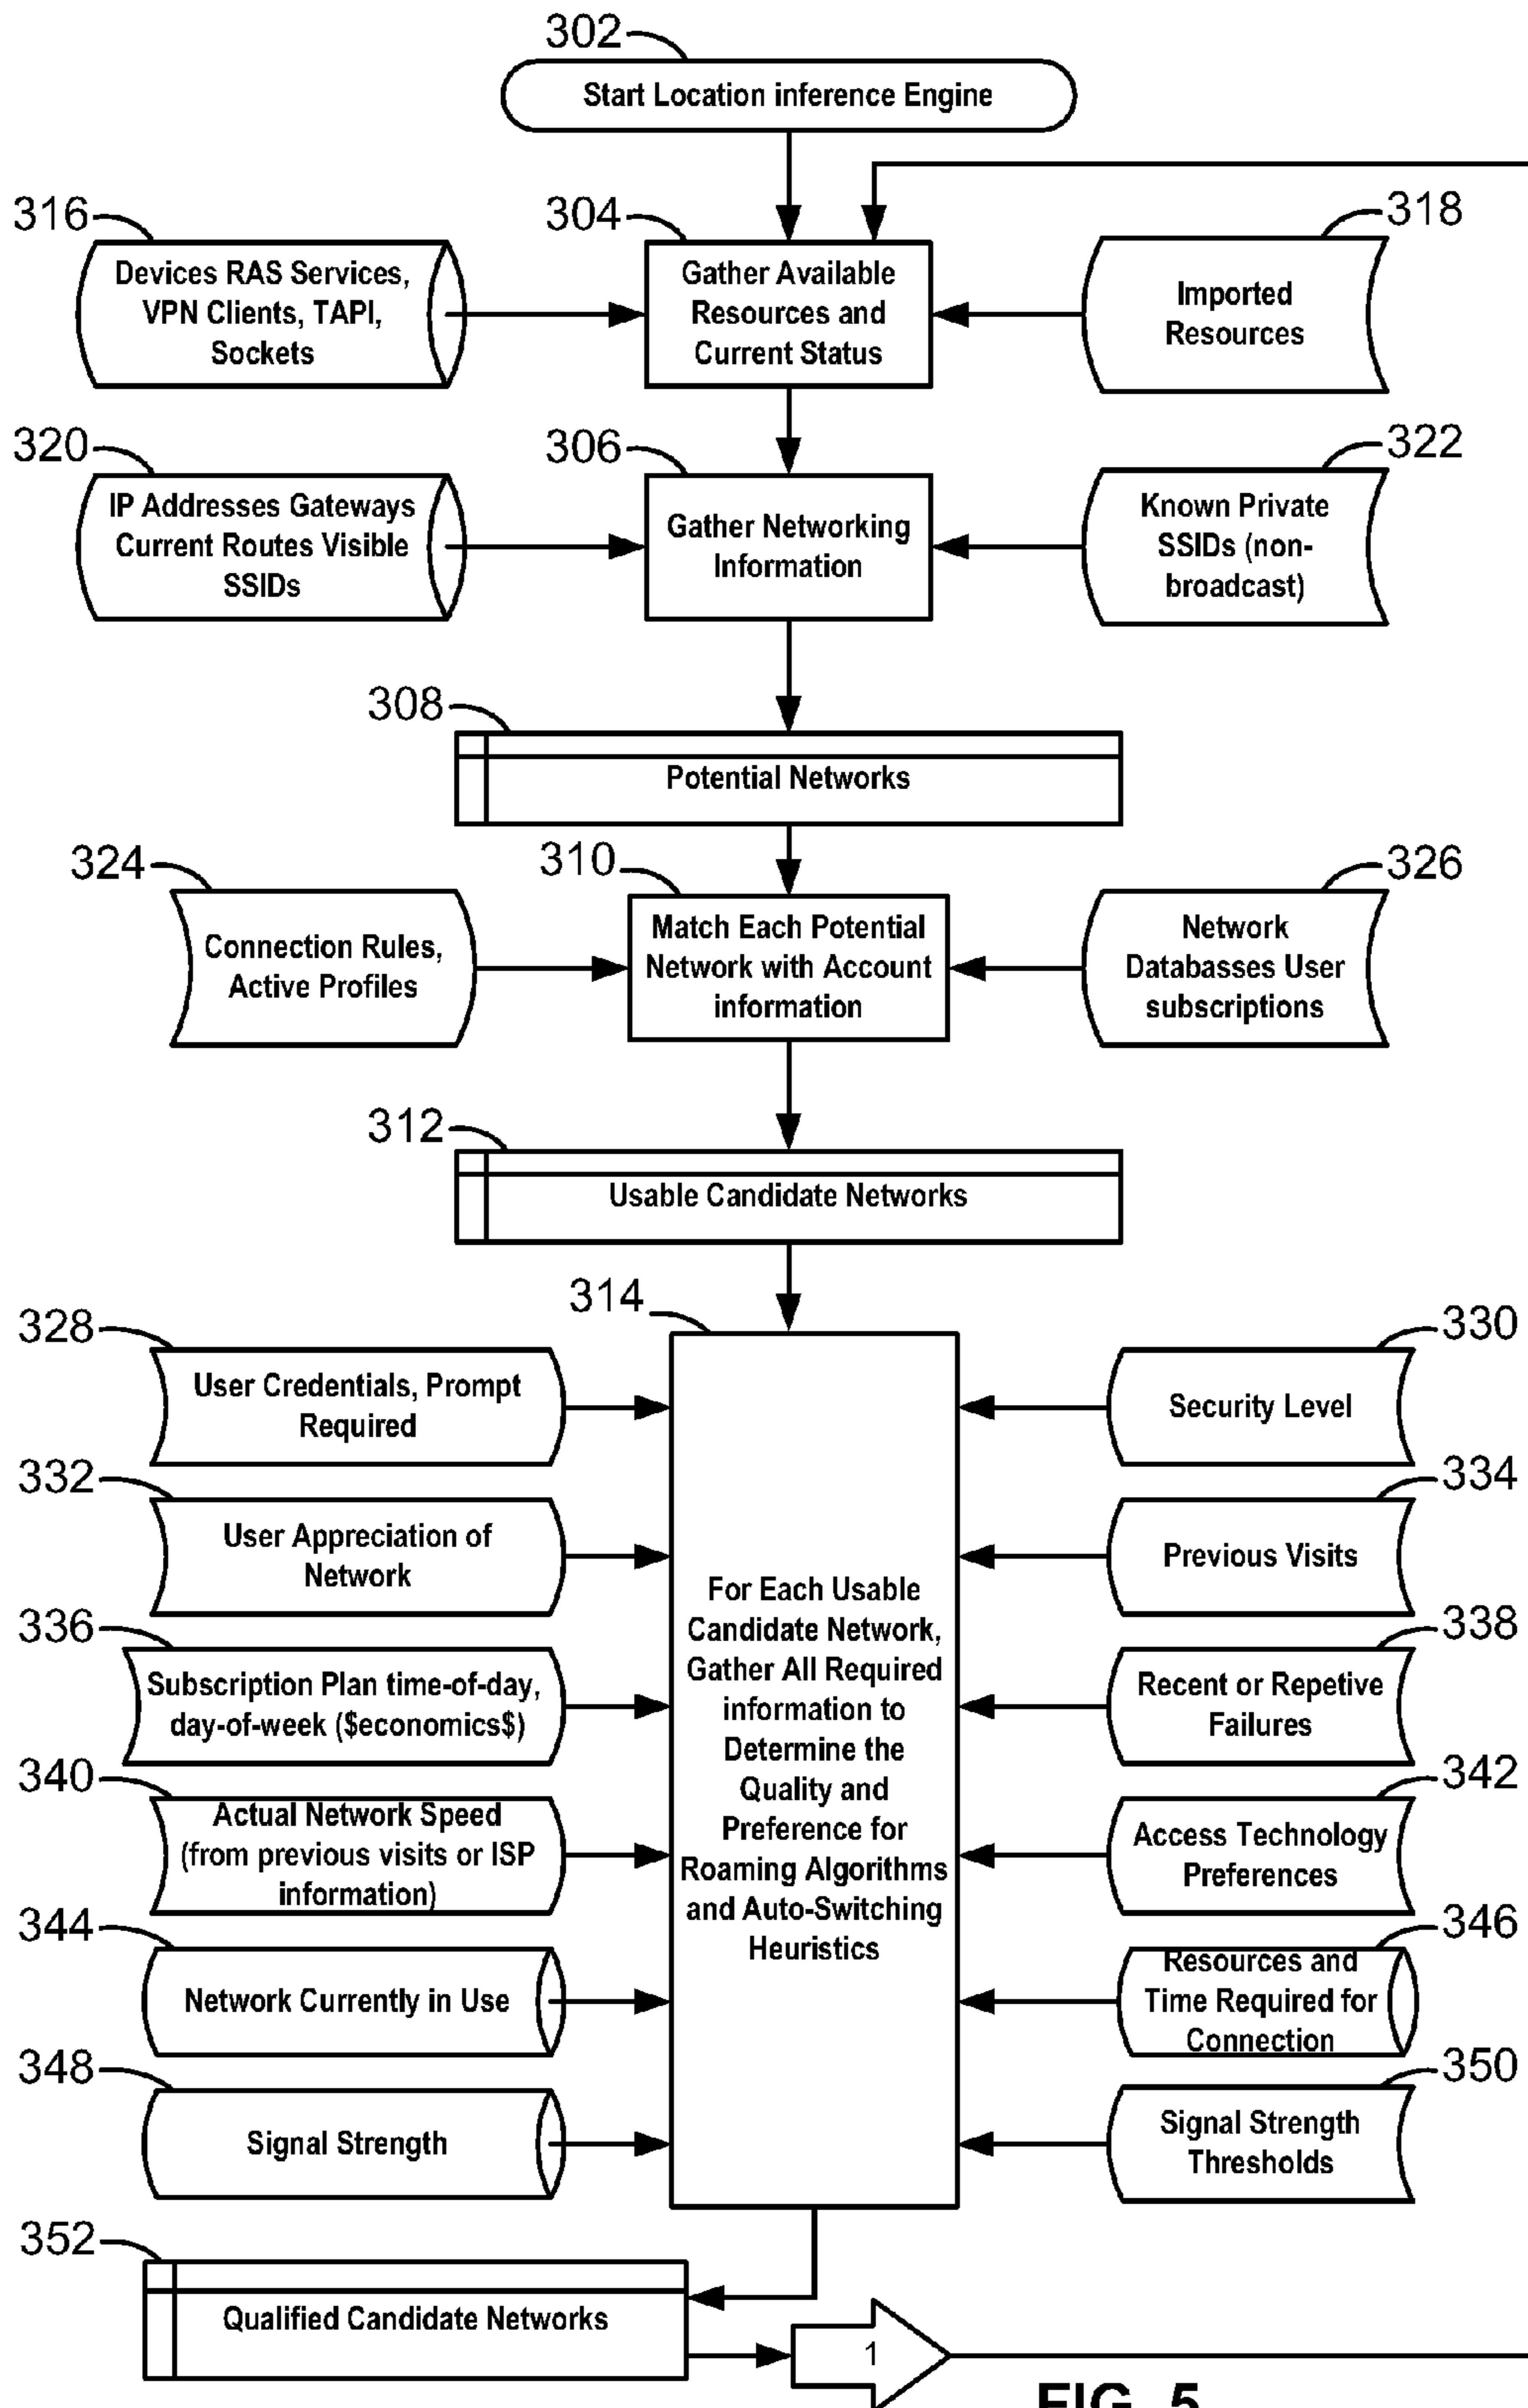 302
Start Location inference Engine
316
304
318
Devices RAS Services,
VPN Clients, TAPI,
Sockets
Gather Available
Resources and
Current Status
Imported
Resources
320
306
322
IP Addresses Gateways
Current Routes Visible
SSIDs
Gather Networking
Information
Known Private
SSIDs (non-
broadcast)
308
Potential Networks
324
310
326
Connection Rules,
Active Profiles
Match Each Potential
Network with Account
information
Network
Databasses User
subscriptions
312
Usable Candidate Networks
314
328
User Credentials, Prompt
Required
330
Security Level
332
User Appreciation of
Network
334
Previous Visits
For Each Usable
Candidate Network,
Gather All Required
information to
Determine the
Quality and
Preference for
Roaming Algorithms
and Auto-Switching
Heuristics
336
Subscription Plan time-of-day,
day-of-week ($economics$)
338
Recent or Repetive
Failures
340
Actual Network Speed
(from previous visits or ISP
information)
342
Access Technology
Preferences
344
Network Currently in Use
346
Resources and
Time Required for
Connection
348
Signal Strength
350
Signal Strength
Thresholds
352
Qualified Candidate Networks
1
FIG. 5